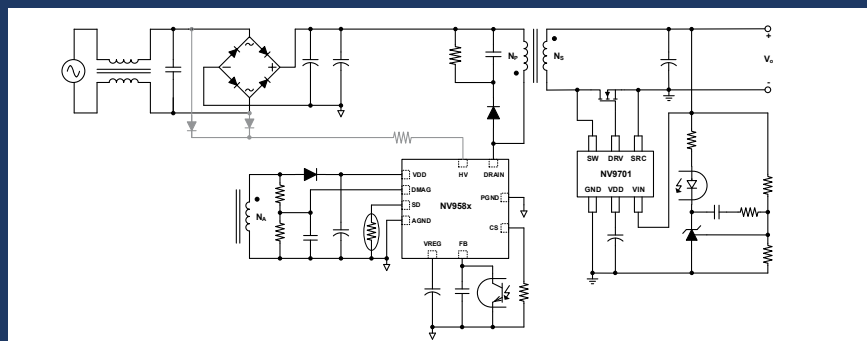 +
Vo
-
NP
NS
~
+
-
~
SW DRV SRC
NV9701
GND VDD VIN
HV DRAIN
VDD
DMAG
SD
AGND
NV958x
PGND
CS
VREG FB
NA